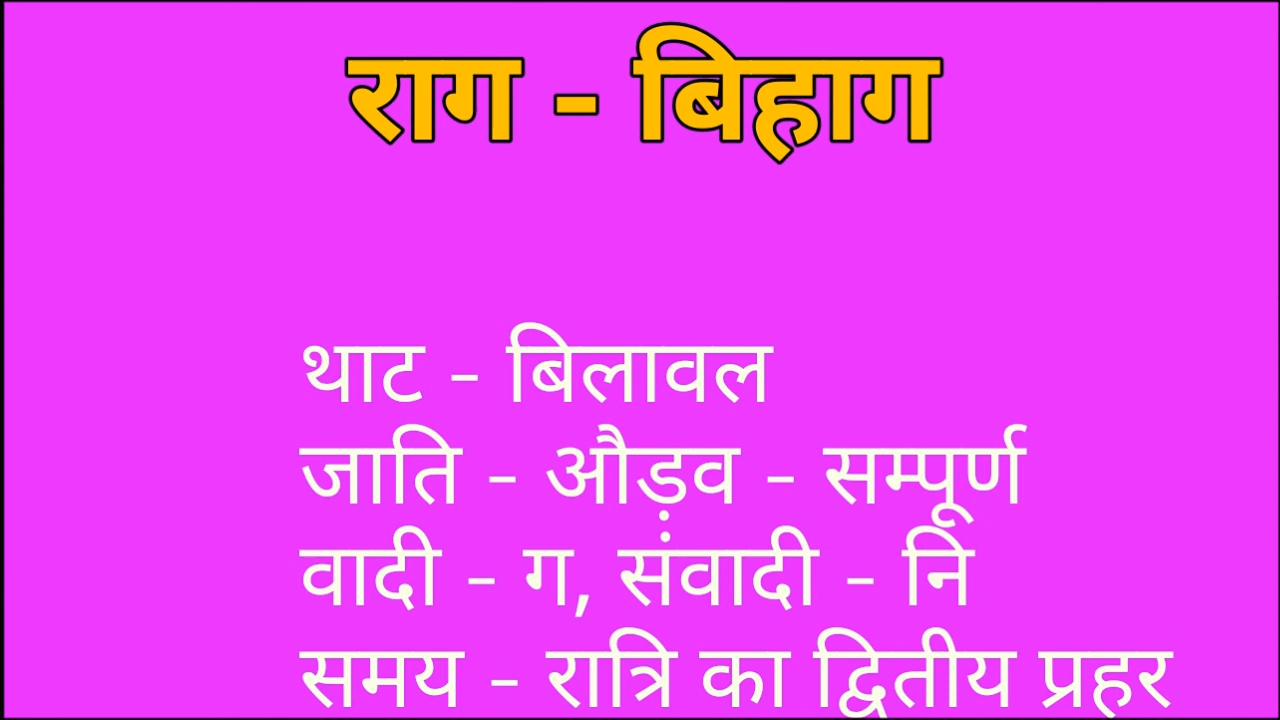 राग - बिहाग
थाट - बिलावल
जाति - औड़व - सम्पूर्ण
वादी - ग, संवादी - नि
समय - रात्रि का द्वितीय प्रहर